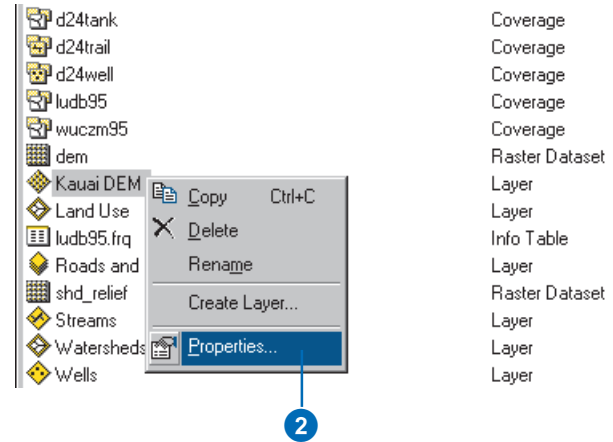 d24tank Coverage
d24trail Coverage
d24well Coverage
ludb95 Coverage
wuczm95 Coverage
dem Raster Dataset
Kauai DEM Layer
Copy Ctrl+C
Land Use Layer
Delete
ludb95.frq Info Table
Roads and Layer
Rename
shd_relief Raster Dataset
Create Layer...
Streams Layer
Watersheds Layer
Properties...
Wells Layer
2